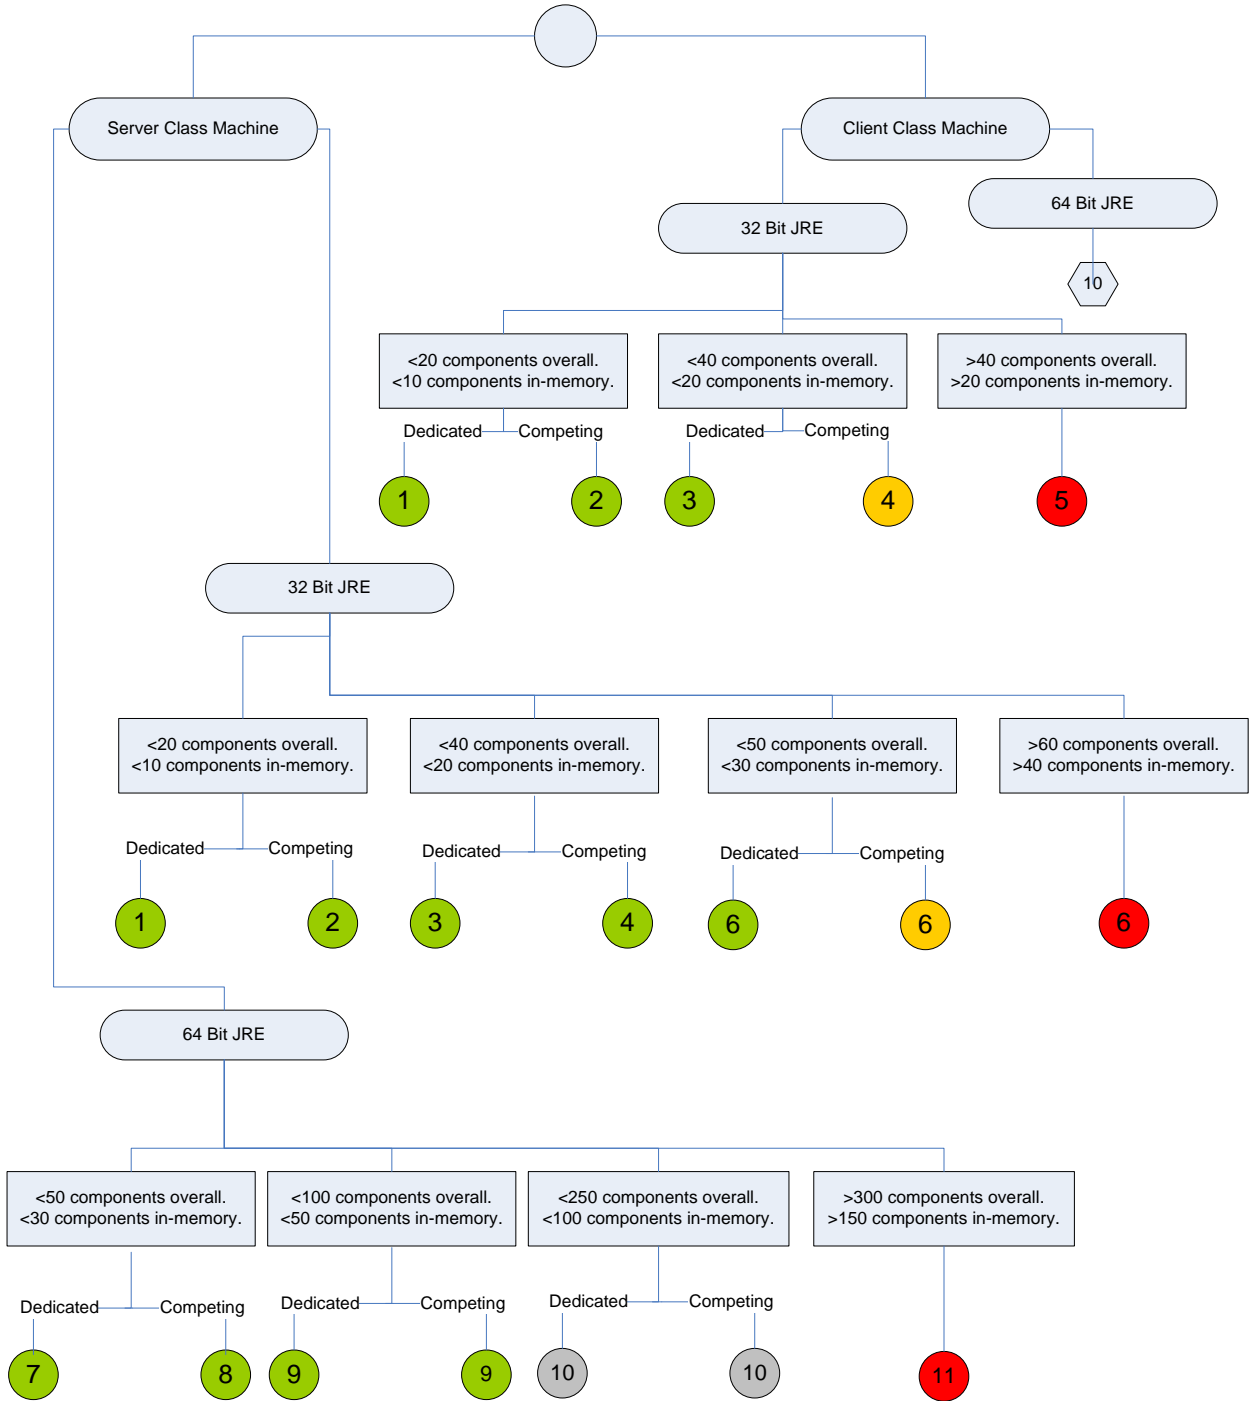 Server Class Machine
Client Class Machine
64 Bit JRE
32 Bit JRE
10
<20 components overall.
<10 components in-memory.
<40 components overall.
<20 components in-memory.
>40 components overall.
>20 components in-memory.
Dedicated
Competing
Dedicated
Competing
1
2
3
4
5
32 Bit JRE
<20 components overall.
<10 components in-memory.
<40 components overall.
<20 components in-memory.
<50 components overall.
<30 components in-memory.
>60 components overall.
>40 components in-memory.
Dedicated
Competing
Dedicated
Competing
Dedicated
Competing
1
2
3
4
6
6
6
64 Bit JRE
<50 components overall.
<30 components in-memory.
<100 components overall.
<50 components in-memory.
<250 components overall.
<100 components in-memory.
>300 components overall.
>150 components in-memory.
Dedicated
Competing
Dedicated
Competing
Dedicated
Competing
7
8
9
9
10
10
11